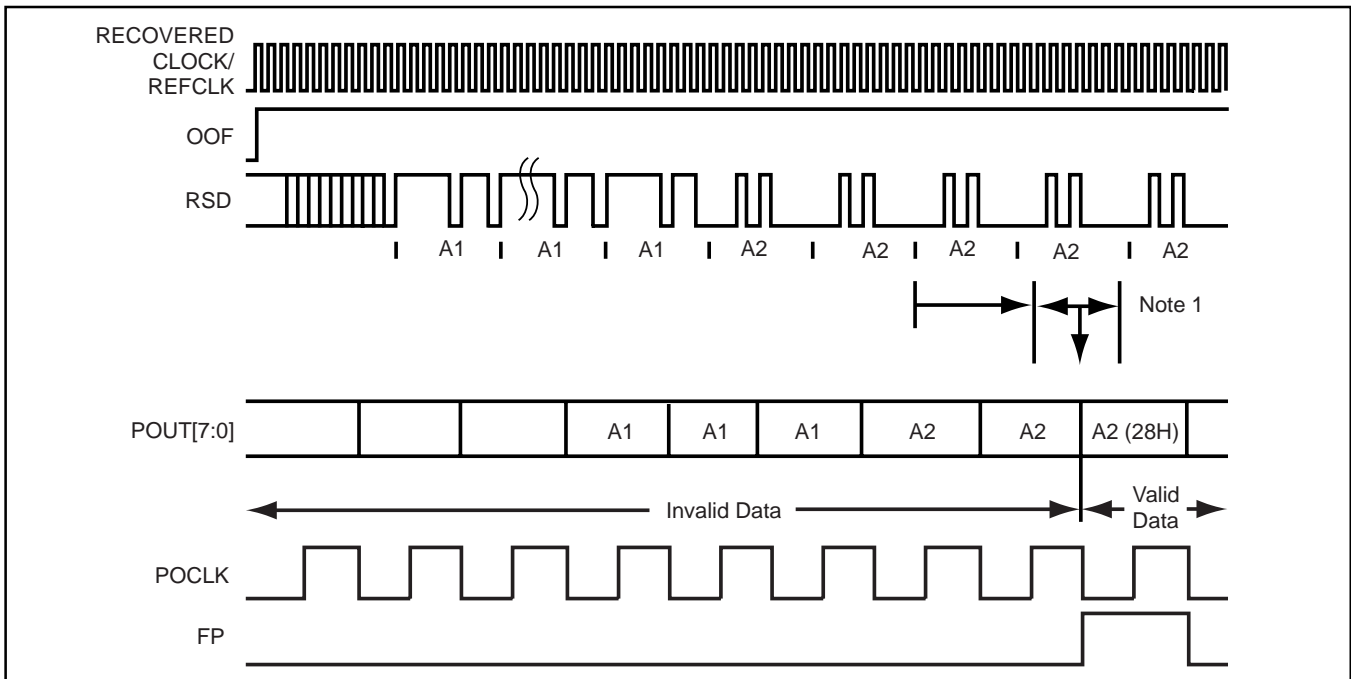 RECOVERED
CLOCK/
REFCLK
OOF
RSD
A1 A1 A1 A2 A2 A2 A2 A2
Note 1
POUT[7:0] A1 A1 A1 A2 A2 A2 (28H)
Invalid Data
Valid
Data
POCLK
FP